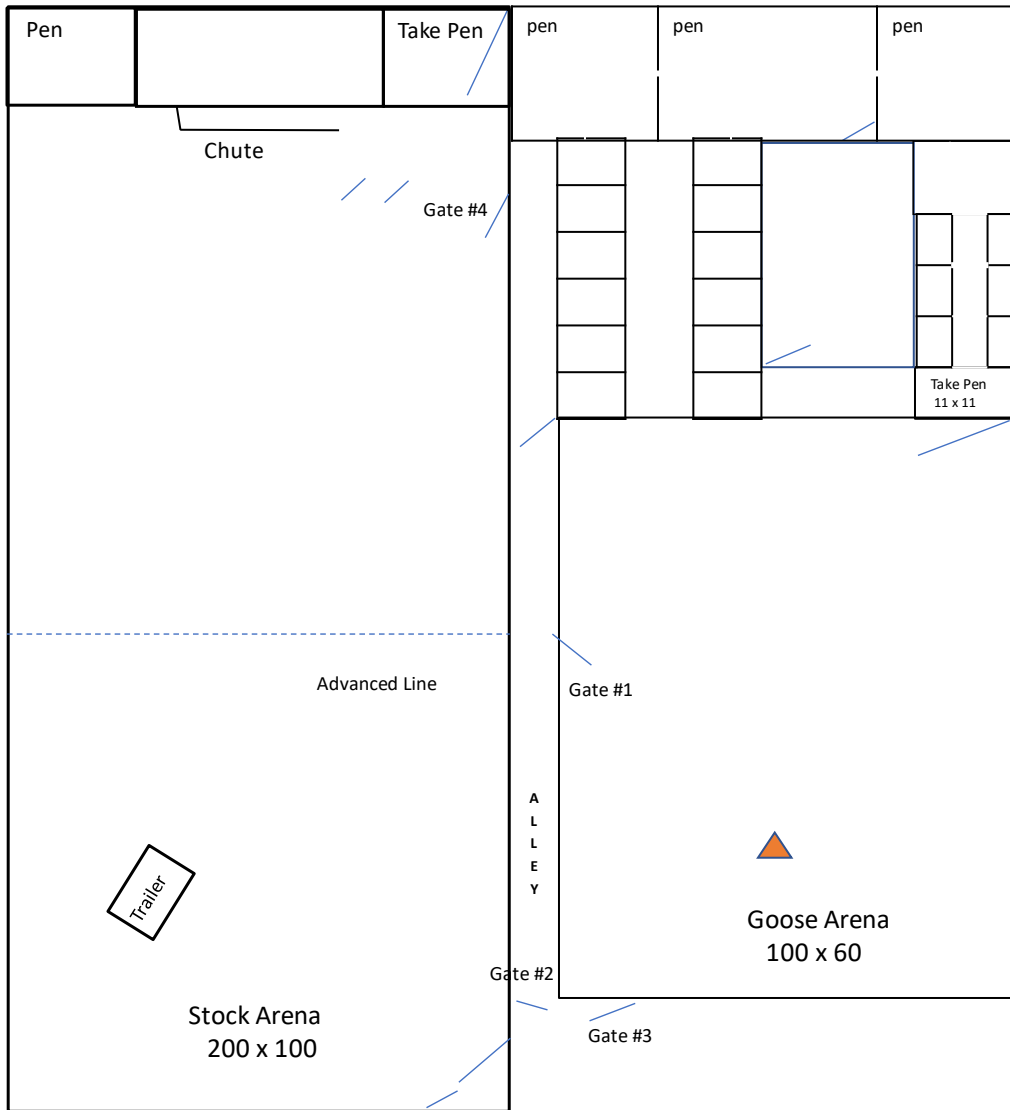 Pen
Take Pen
pen
pen
pen
Chute
Gate #4
Take Pen
11 x 11
Advanced Line
Gate #1
A
L
L
E
Y
Trailer
Goose Arena
100 x 60
Gate #2
Stock Arena
200 x 100
Gate #3